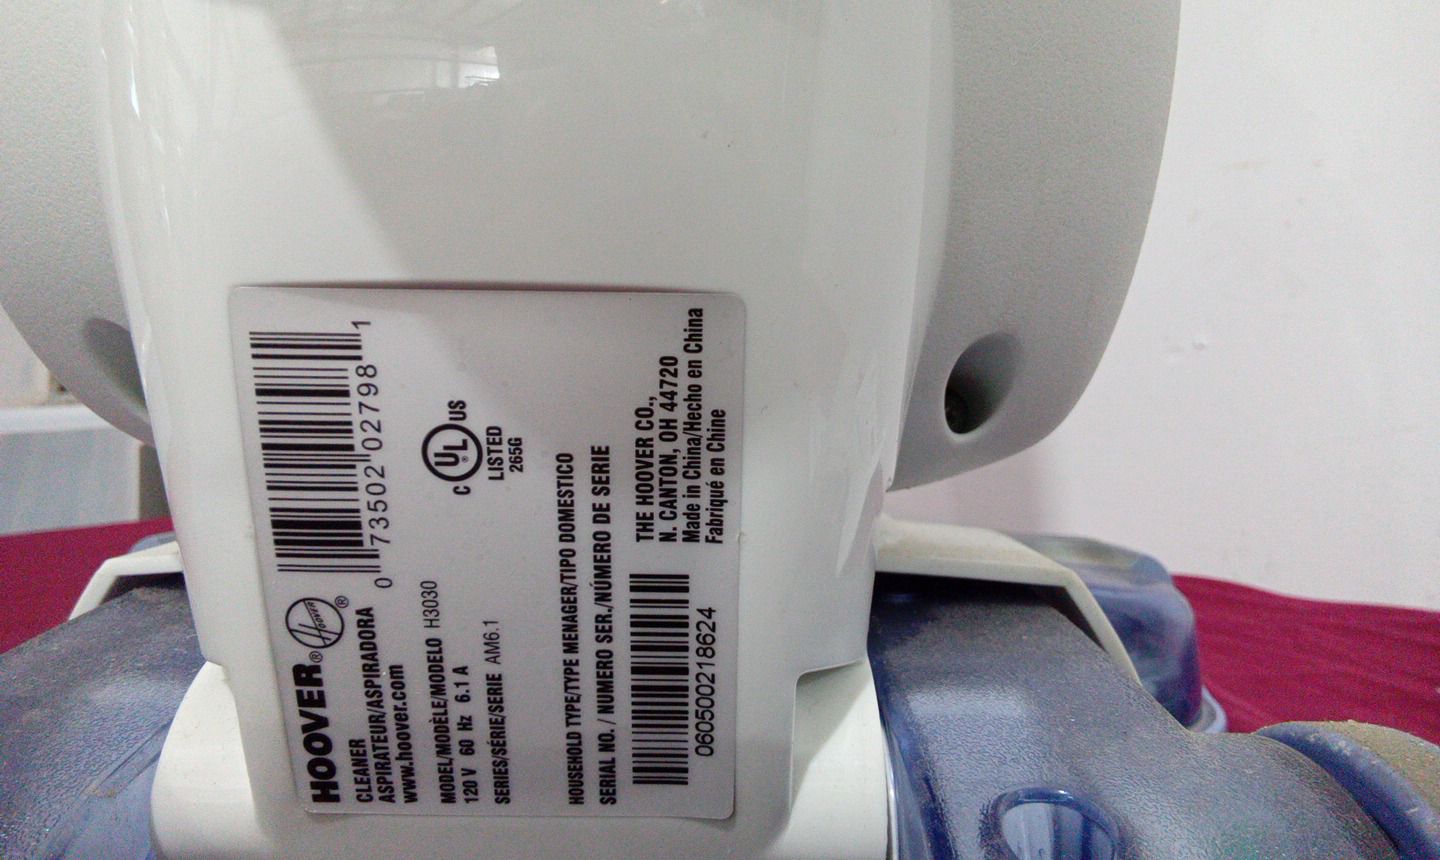 HOOVER®
HOOVER ®
CLEANER
ASPIRATEUR/ASPIRADORA
www.hoover.com
0 73502 02798 1
MODEL/MODÈLE/MODELO H3030
120 V 60 Hz 6.1 A
SERIES/SÉRIE/SERIE AM6.1
C UL ® US
LISTED
265G
HOUSEHOLD TYPE/TYPE MENAGER/TIPO DOMESTICO
SERIAL NO. / NUMERO SER./NÚMERO DE SERIE
060500218624
THE HOOVER CO.,
N. CANTON, OH 44720
Made in China/Hecho en China
Fabriqué en Chine